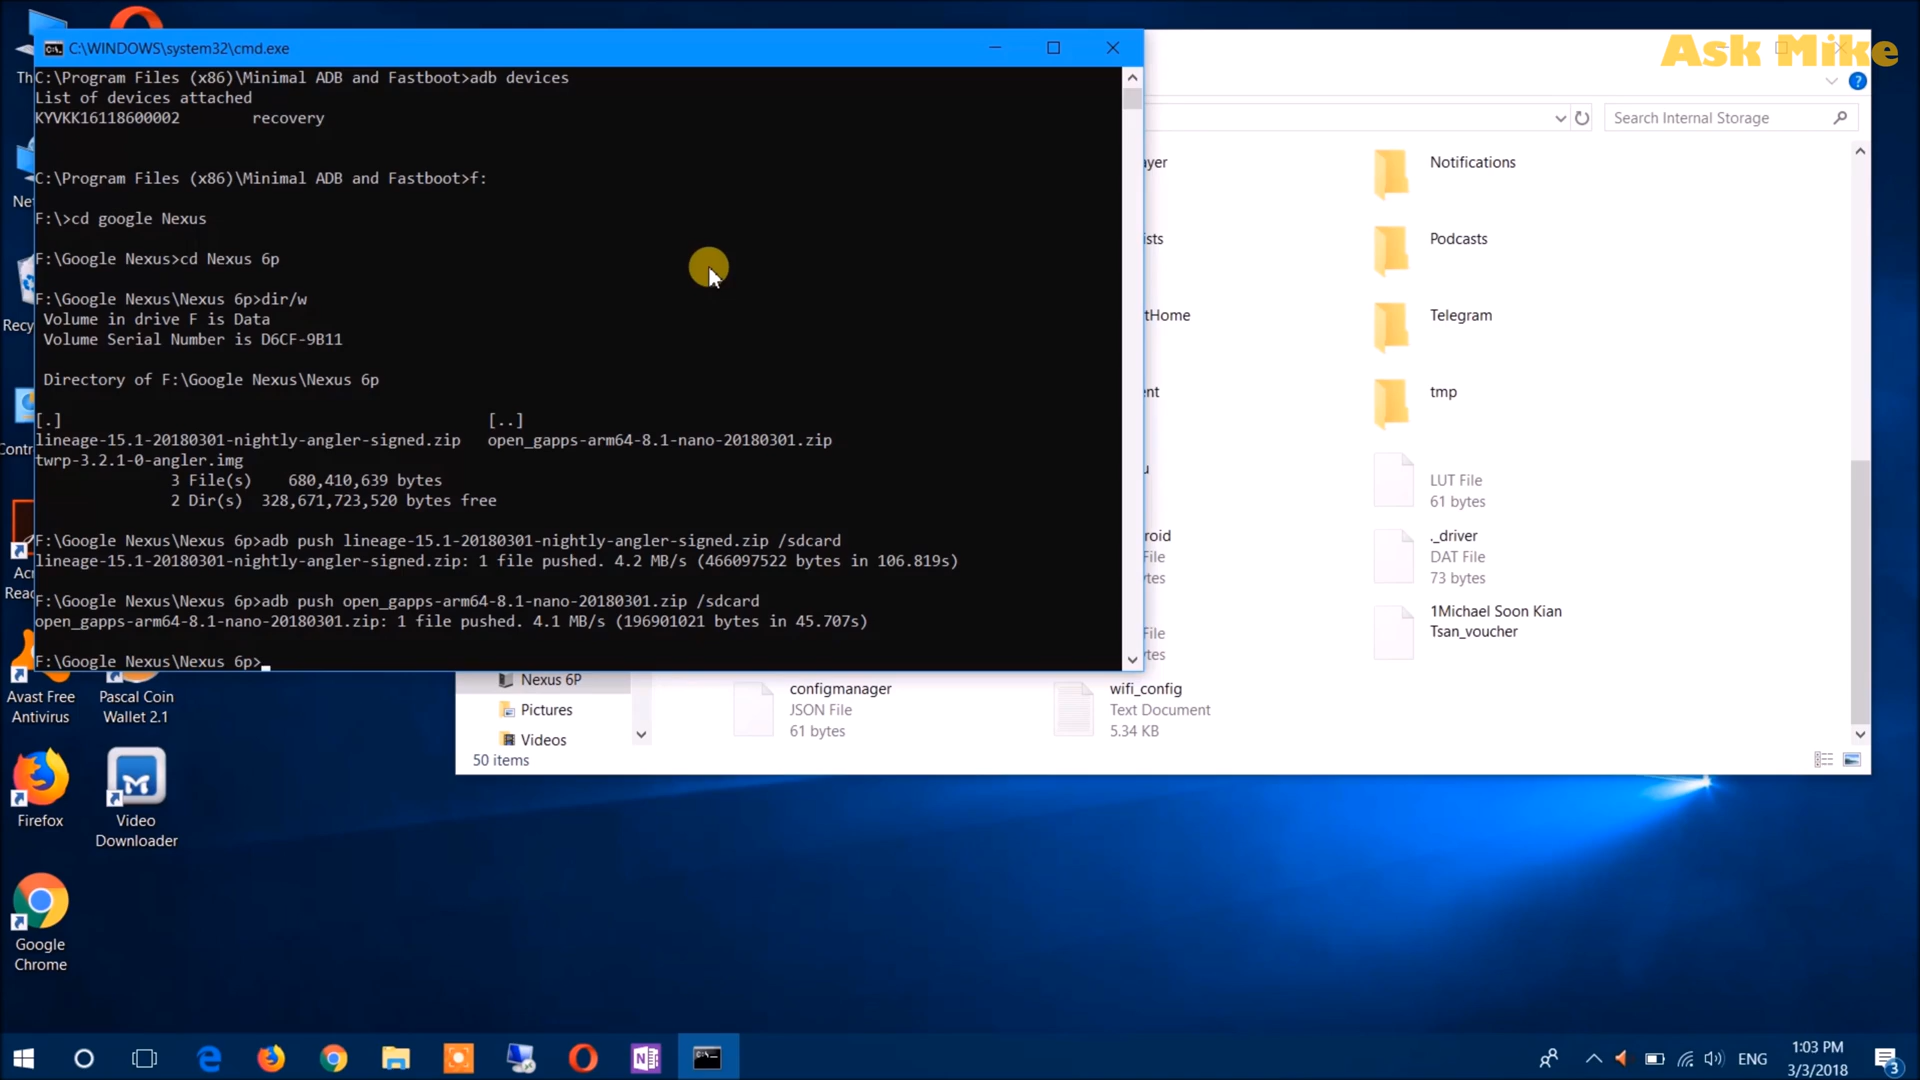 C:\WINDOWS\system32\cmd.exe
C:\Program Files (x86)\Minimal ADB and Fastboot>adb devices
List of devices attached
KYVKK16118600002        recovery
C:\Program Files (x86)\Minimal ADB and Fastboot>f:
F:\>cd google Nexus
F:\Google Nexus>cd Nexus 6p
F:\Google Nexus\Nexus 6p>dir/w
Volume in drive F is Data
Volume Serial Number is D6CF-9B11
Directory of F:\Google Nexus\Nexus 6p
[.]                                                    [..]
lineage-15.1-20180301-nightly-angler-signed.zip   open_gapps-arm64-8.1-nano-20180301.zip
twrp-3.2.1-0-angler.img
3 File(s)    680,410,639 bytes
2 Dir(s)  328,671,723,520 bytes free
F:\Google Nexus\Nexus 6p>adb push lineage-15.1-20180301-nightly-angler-signed.zip /sdcard
lineage-15.1-20180301-nightly-angler-signed.zip: 1 file pushed. 4.2 MB/s (466097522 bytes in 106.819s)
F:\Google Nexus\Nexus 6p>adb push open_gapps-arm64-8.1-nano-20180301.zip /sdcard
open_gapps-arm64-8.1-nano-20180301.zip: 1 file pushed. 4.1 MB/s (196901021 bytes in 45.707s)
F:\Google Nexus\Nexus 6p>
Ask Mike
Search Internal Storage
Notifications
Podcasts
Telegram
tmp
LUT File
61 bytes
._driver
DAT File
73 bytes
1Michael Soon Kian
Tsan_voucher
File
File
Nexus 6P
Pictures
Videos
configmanager
JSON File
61 bytes
wifi_config
Text Document
5.34 KB
50 items
Avast Free
Antivirus
Pascal Coin
Wallet 2.1
Firefox
Video
Downloader
Google
Chrome
ENG
1:03 PM
3/3/2018
3